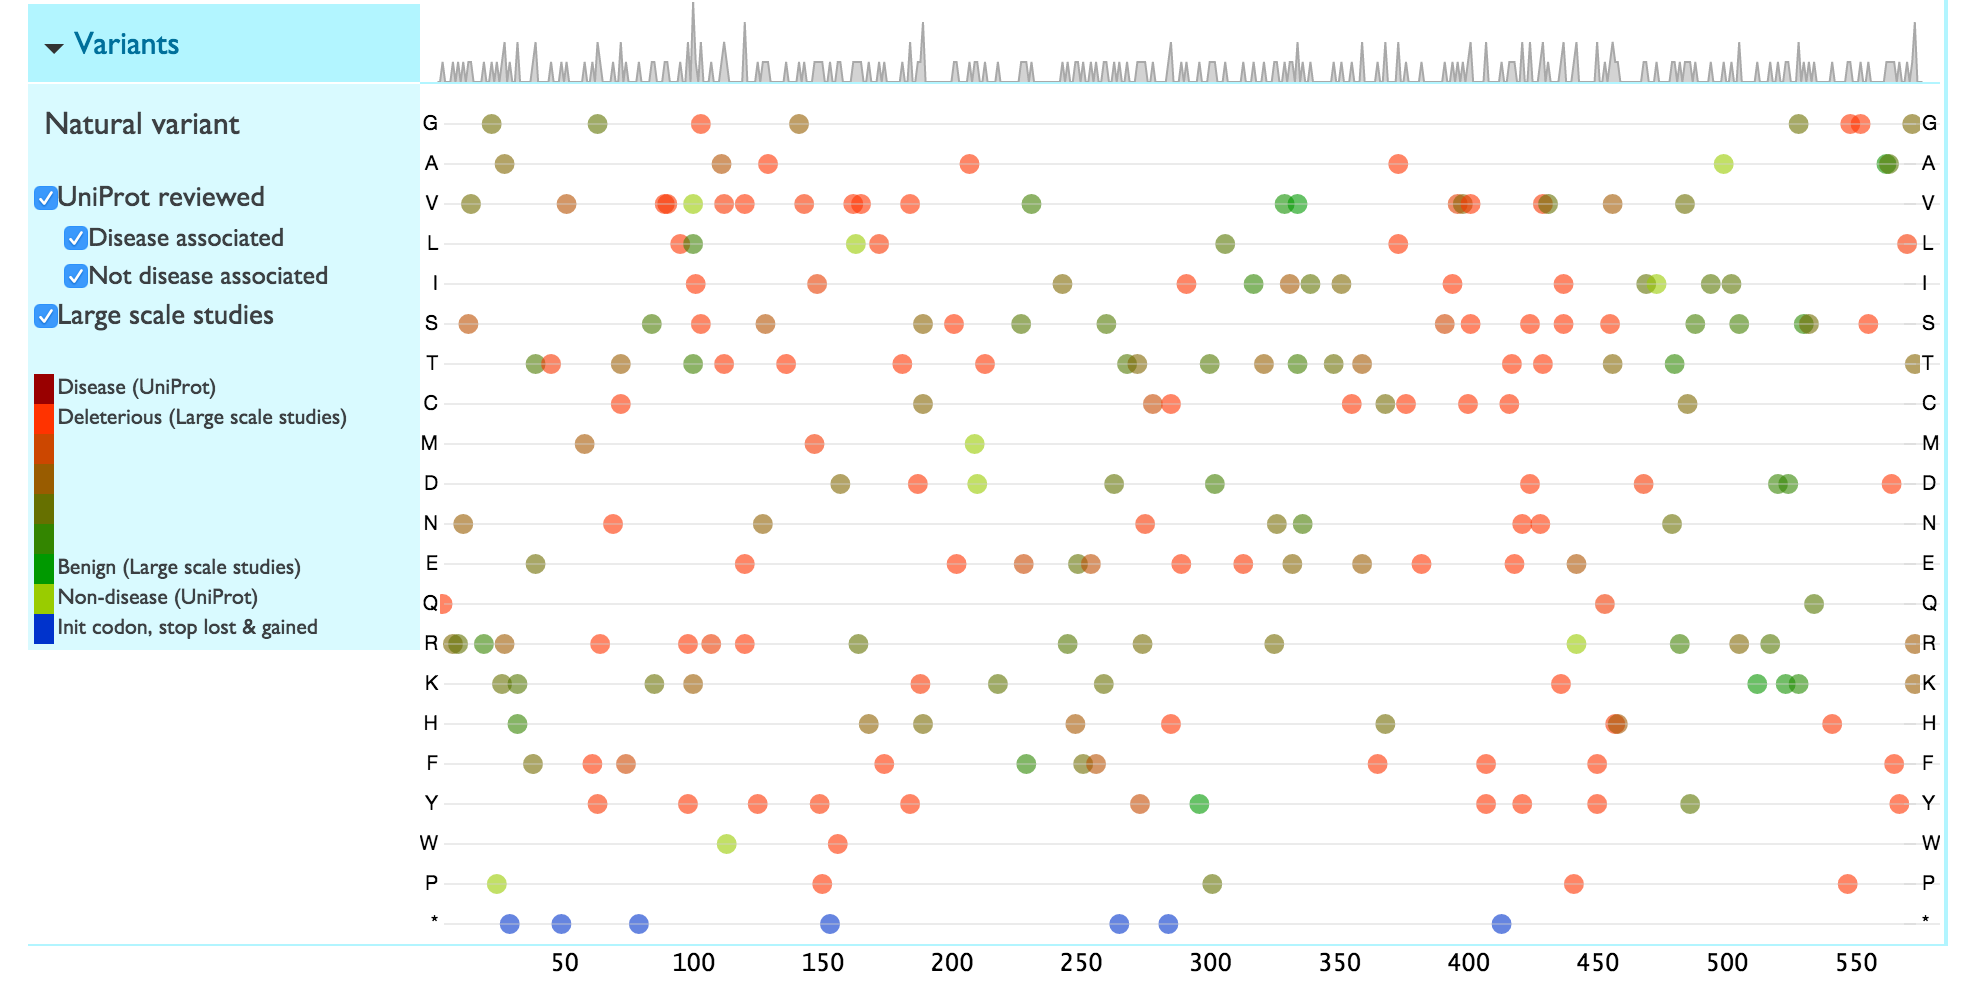 Variants
Natural variant
UniProt reviewed
Disease associated
Not disease associated
Large scale studies
Disease (UniProt)
Deleterious (Large scale studies)
Benign (Large scale studies)
Non-disease (UniProt)
Init codon, stop lost & gained
G G
A A
V V
L L
I I
S S
T T
C C
M M
D D
N N
E E
Q Q
R R
K K
H H
F F
Y Y
W W
P P
* *
50 100 150 200 250 300 350 400 450 500 550